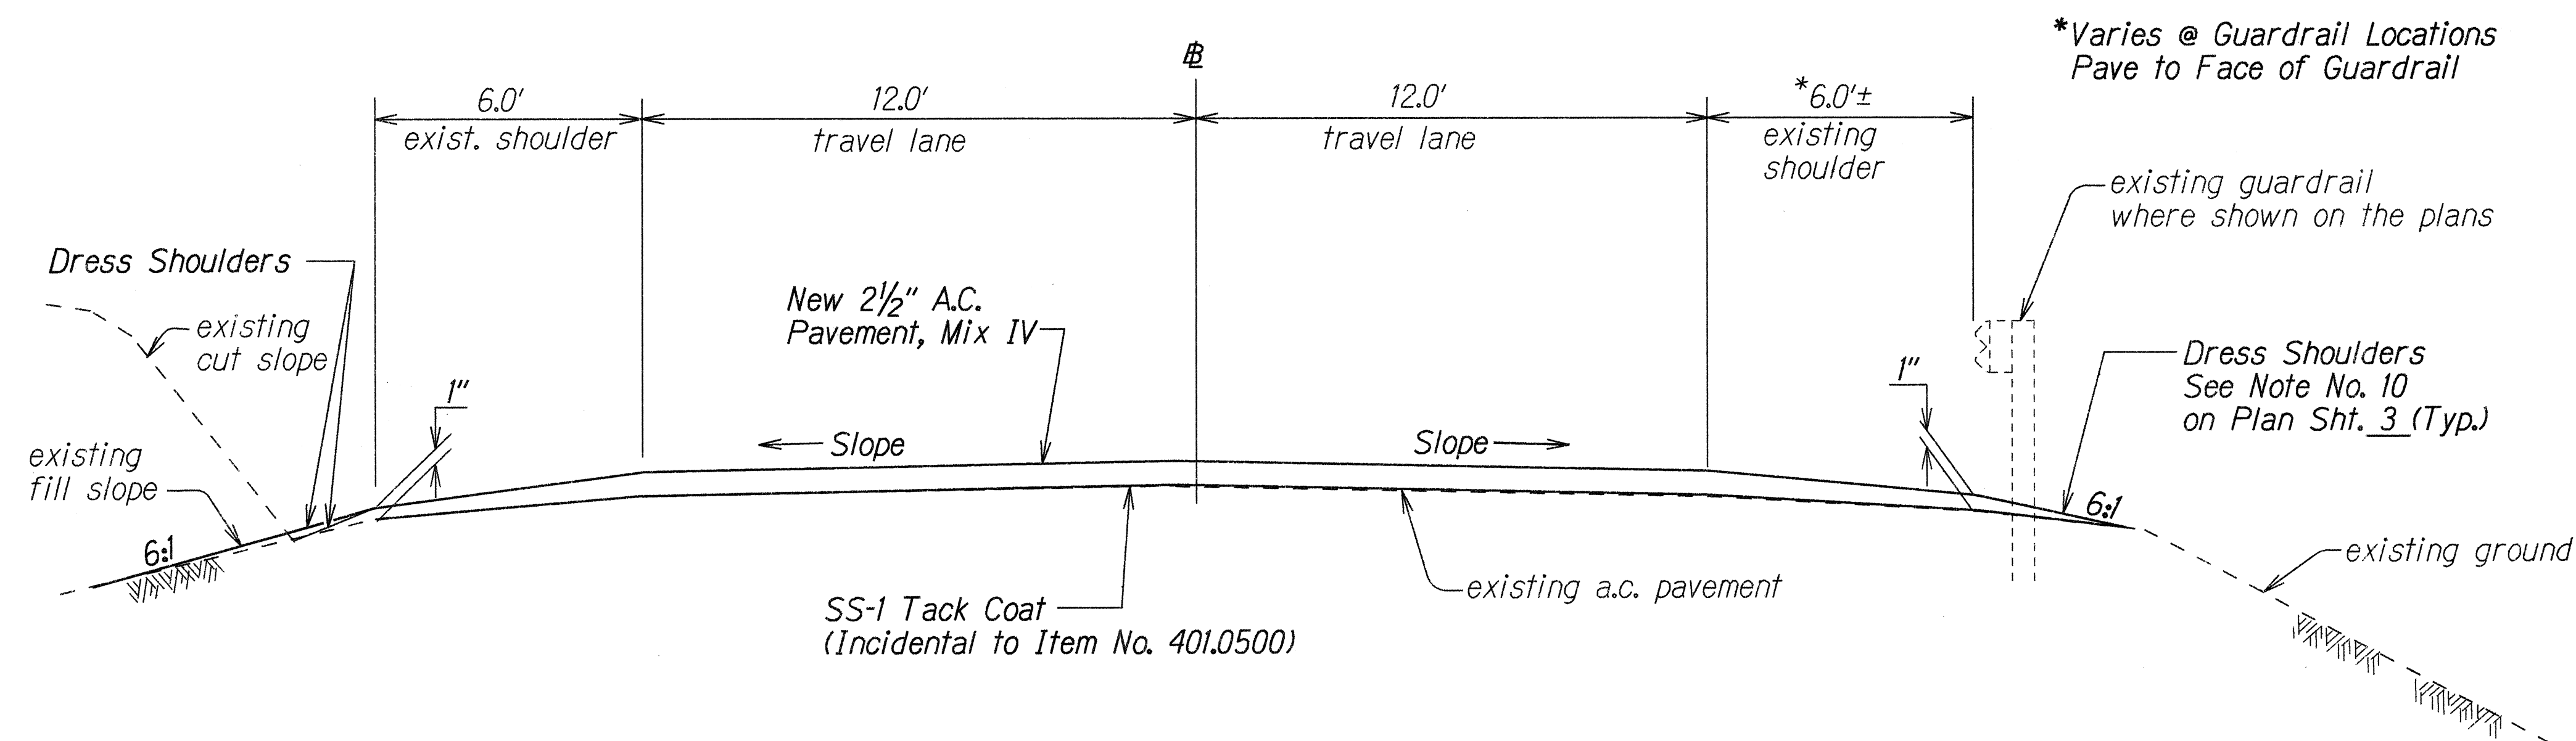 *Varies @ Guardrail Locations
Pave to Face of Guardrail
℄
6.0'
exist. shoulder
12.0'
travel lane
12.0'
travel lane
*6.0'±
existing
shoulder
existing guardrail
where shown on the plans
Dress Shoulders
existing
cut slope
New 2½" A.C.
Pavement, Mix IV
1"
1"
Dress Shoulders
See Note No. 10
on Plan Sht. 3 (Typ.)
Slope
Slope
existing
fill slope
6:1
6:1
existing ground
existing a.c. pavement
SS-1 Tack Coat
(Incidental to Item No. 401.0500)